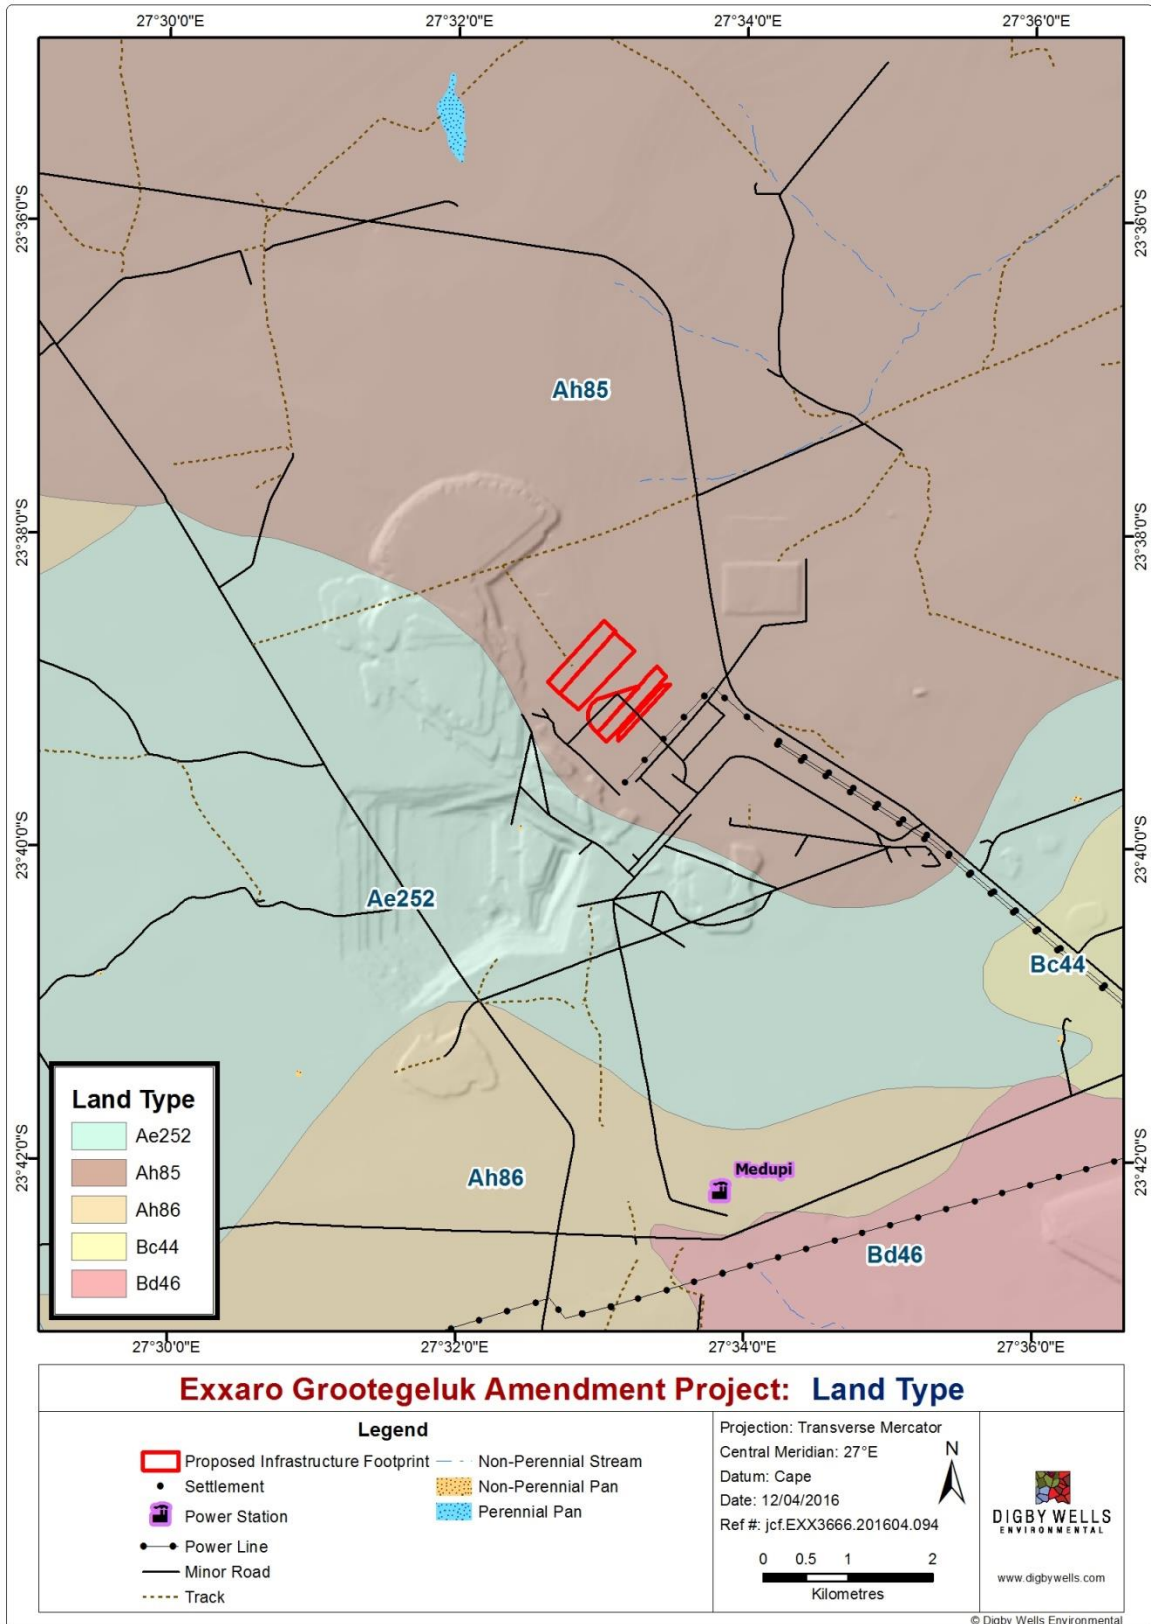 27°30'0"E 27°32'0"E 27°34'0"E 27°36'0"E
23°36'0"S 23°36'0"S
Ah85
23°38'0"S 23°38'0"S
23°40'0"S 23°40'0"S
Ae252
Bc44
Land Type
Ae252
Ah85
Ah86
Bc44
Bd46
23°42'0"S 23°42'0"S
Medupi
Ah86
Bd46
27°30'0"E 27°32'0"E 27°34'0"E 27°36'0"E
Exxaro Grootegeluk Amendment Project: Land Type
Legend
Proposed Infrastructure Footprint
Settlement
Power Station
Power Line
Minor Road
Track
Non-Perennial Stream
Non-Perennial Pan
Perennial Pan
Projection: Transverse Mercator
Central Meridian: 27°E
Datum: Cape
Date: 12/04/2016
Ref #: jcf.EXX3666.201604.094
N
0 0.5 1 2
Kilometres
DIGBY WELLS
ENVIRONMENTAL
www.digbywells.com
© Digby Wells Environmental